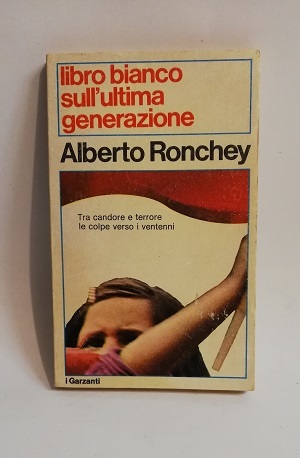 libro bianco
sull'ultima
generazione
Alberto Ronchey
Tra candore e terrore
le colpe verso i ventenni
i Garzanti